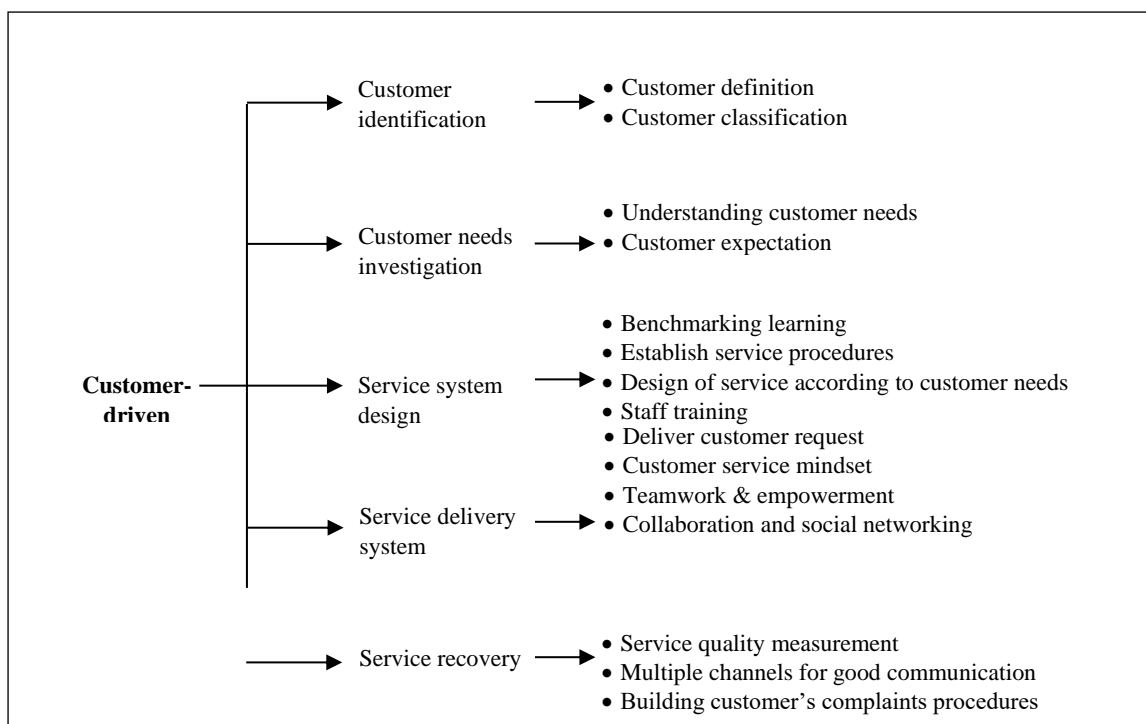 Customer
identification
• Customer definition
• Customer classification
Customer needs
investigation
• Understanding customer needs
• Customer expectation
Customer-
driven
Service system
design
• Benchmarking learning
• Establish service procedures
• Design of service according to customer needs
• Staff training
• Deliver customer request
• Customer service mindset
• Teamwork & empowerment
• Collaboration and social networking
Service delivery
system
Service recovery
• Service quality measurement
• Multiple channels for good communication
• Building customer’s complaints procedures